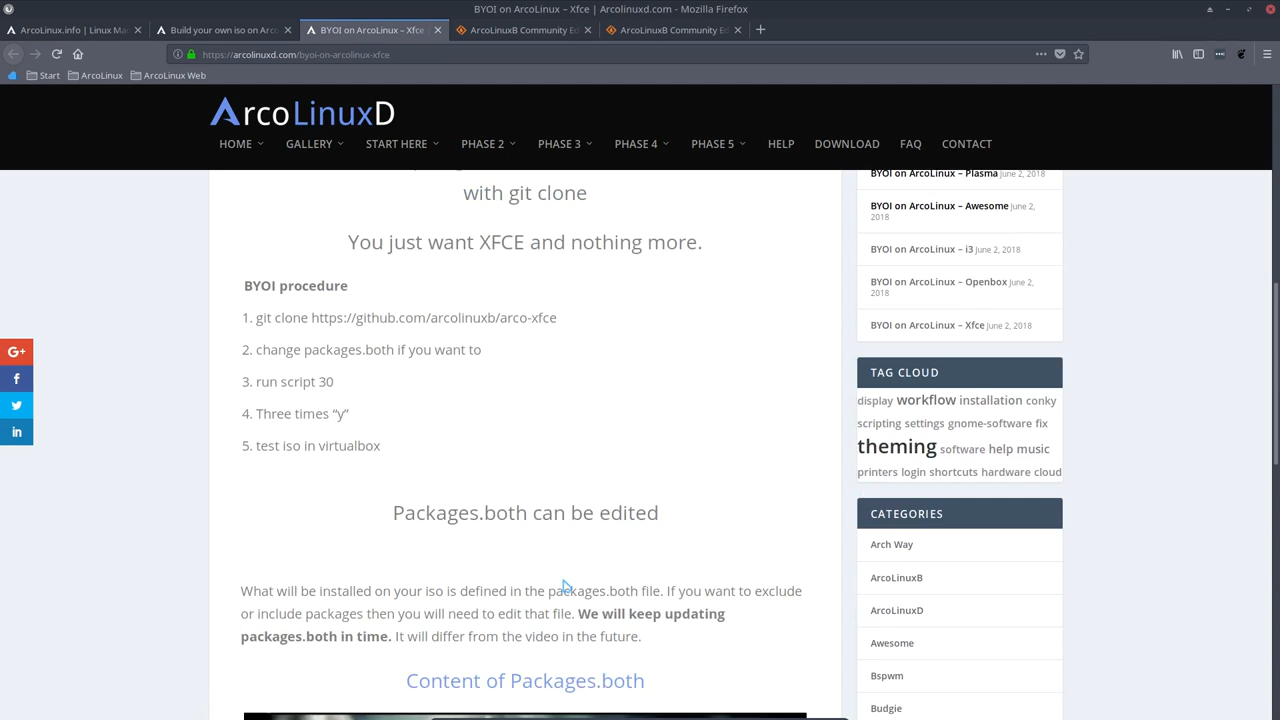 BYOI on ArcoLinux – Xfce | Arcolinuxd.com - Mozilla Firefox
ArcoLinux.info | Linux Ma
Build your own iso on Arco
BYOI on ArcoLinux – Xfce
ArcoLinuxB Community Ed
ArcoLinuxB Community Ed
https://arcolinuxd.com/byoi-on-arcolinux-xfce
Start
ArcoLinux
ArcoLinux Web
ArcoLinuxD
HOME
GALLERY
START HERE
PHASE 2
PHASE 3
PHASE 4
PHASE 5
HELP
DOWNLOAD
FAQ
CONTACT
with git clone
You just want XFCE and nothing more.
BYOI procedure
1. git clone https://github.com/arcolinuxb/arco-xfce
2. change packages.both if you want to
3. run script 30
4. Three times “y”
5. test iso in virtualbox
Packages.both can be edited
What will be installed on your iso is defined in the packages.both file. If you want to exclude
or include packages then you will need to edit that file. We will keep updating
packages.both in time. It will differ from the video in the future.
Content of Packages.both
BYOI on ArcoLinux – Plasma June 2, 2018
BYOI on ArcoLinux – Awesome June 2,
2018
BYOI on ArcoLinux – i3 June 2, 2018
BYOI on ArcoLinux – Openbox June 2,
2018
BYOI on ArcoLinux – Xfce June 2, 2018
TAG CLOUD
display workflow installation conky
scripting settings gnome-software fix
theming software help music
printers login shortcuts hardware cloud
CATEGORIES
Arch Way
ArcoLinuxB
ArcoLinuxD
Awesome
Bspwm
Budgie
G+
f
in